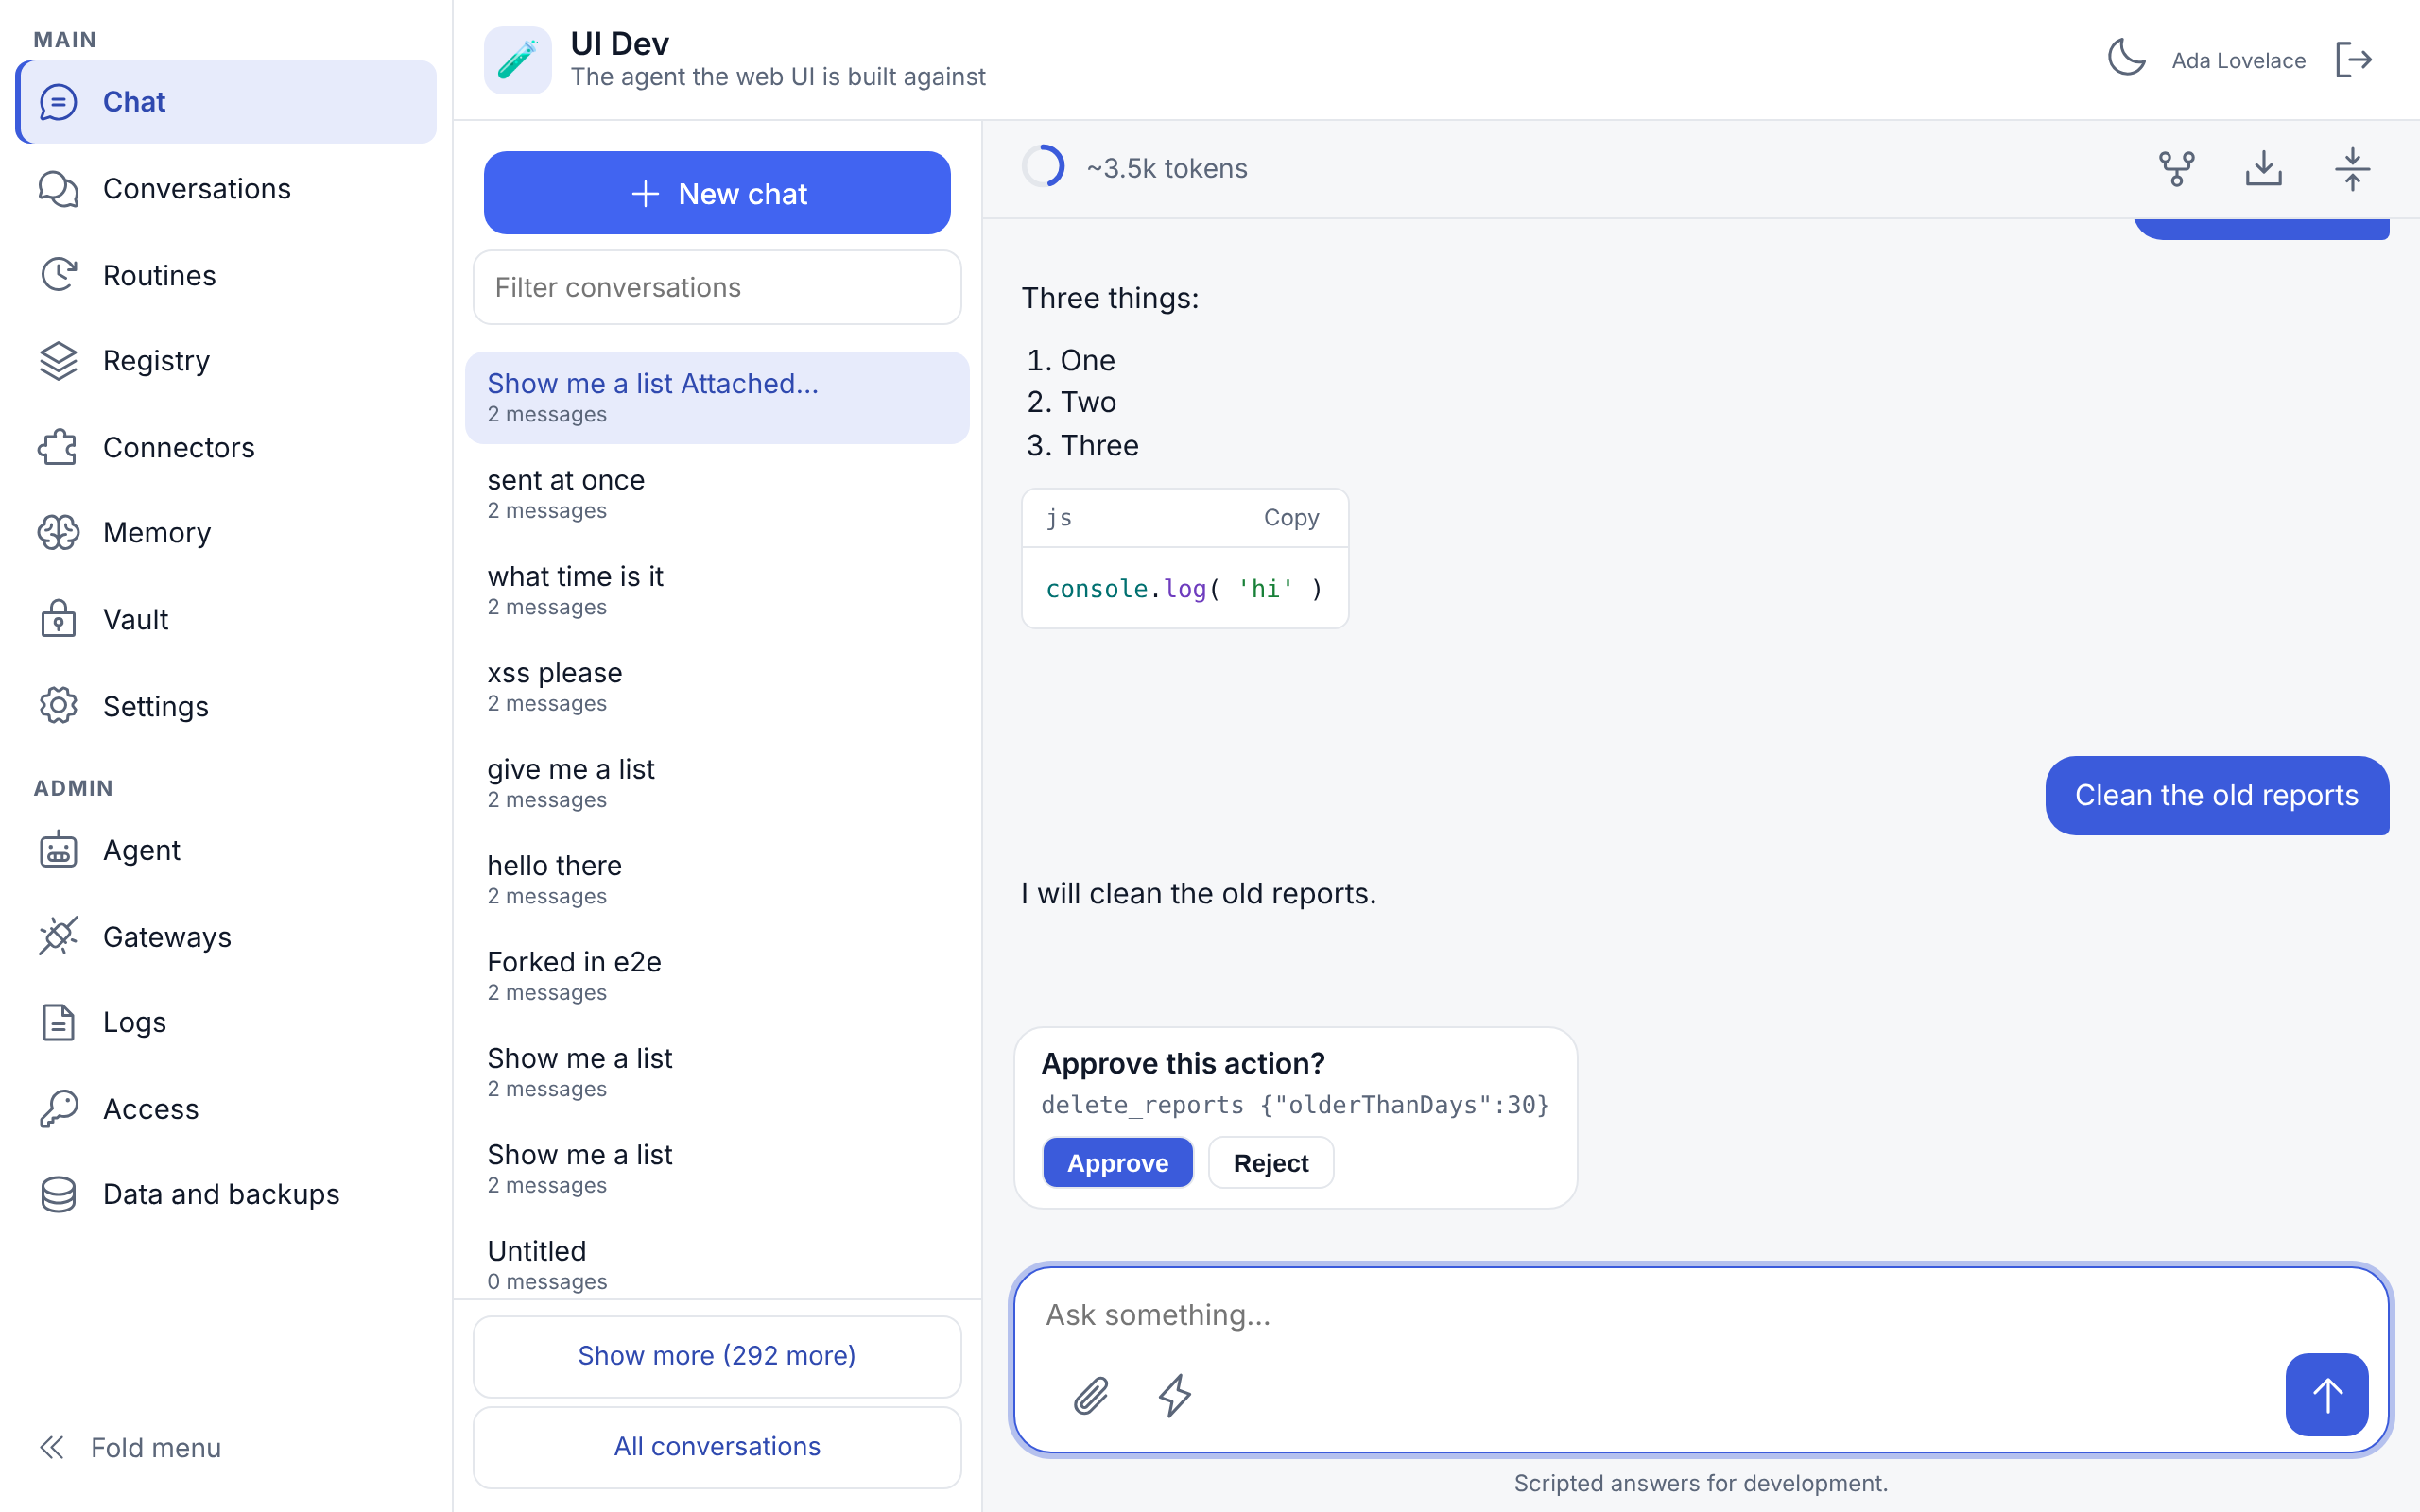 MAIN
Chat
Conversations
Routines
Registry
Connectors
Memory
Vault
Settings
ADMIN
Agent
Gateways
Logs
Access
Data and backups
Fold menu
UI Dev
The agent the web UI is built against
Ada Lovelace
New chat
Filter conversations
Show me a list Attached...
2 messages
sent at once
2 messages
what time is it
2 messages
xss please
2 messages
give me a list
2 messages
hello there
2 messages
Forked in e2e
2 messages
Show me a list
2 messages
Show me a list
2 messages
Untitled
0 messages
Show more (292 more)
All conversations
~3.5k tokens
Three things:
1. One
2. Two
3. Three
js Copy
console.log( 'hi' )
Clean the old reports
I will clean the old reports.
Approve this action?
delete_reports {"olderThanDays":30}
Approve Reject
Ask something...
Scripted answers for development.